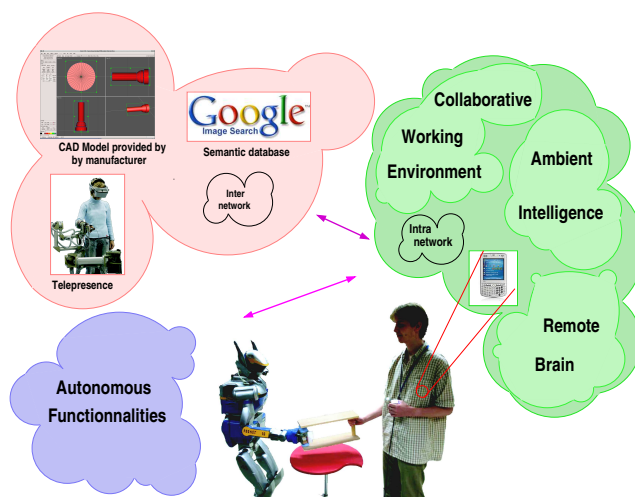 CAD Model provided by
by manufacturer
Google™
Image Search
Semantic database
Inter
network
Telepresence
Collaborative
Working
Environment
Ambient
Intelligence
Intra
network
Remote
Brain
Autonomous
Functionnalities